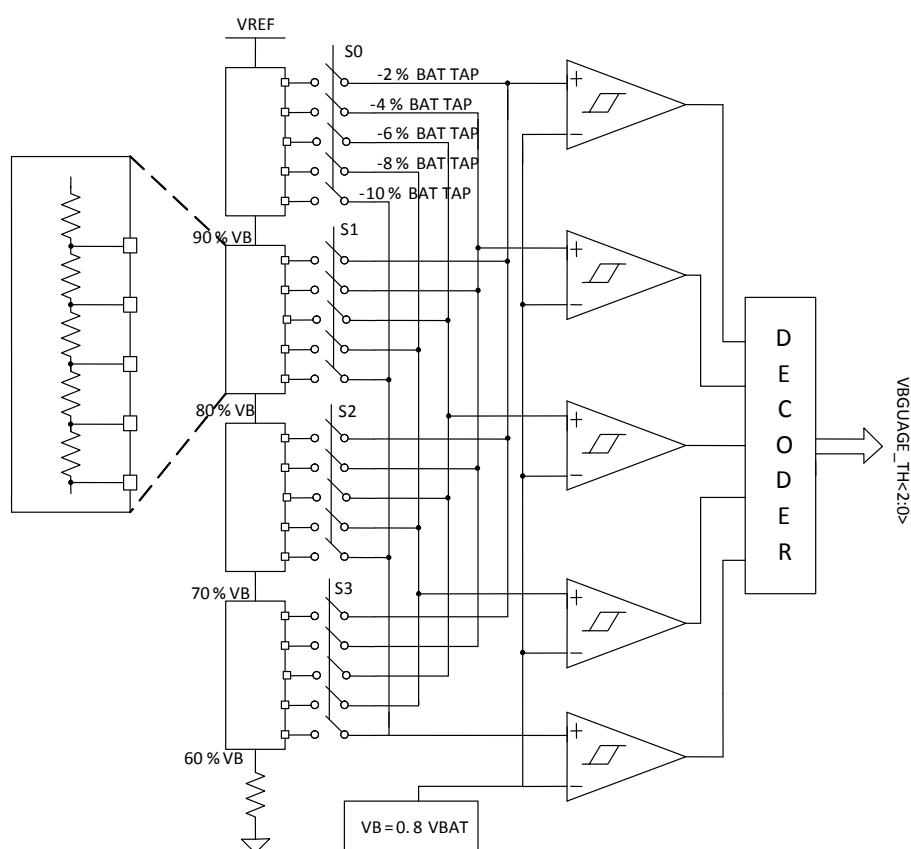 VREF
S0
-2 % BAT TAP
-4 % BAT TAP
-6 % BAT TAP
-8 % BAT TAP
-10 % BAT TAP
90 % VB
S1
80 % VB
S2
70 % VB
S3
60 % VB
VB = 0. 8 VBAT
+
−
+
−
+
−
+
−
+
−
D
E
C
O
D
E
R
VBGUAGE_TH<2:0>